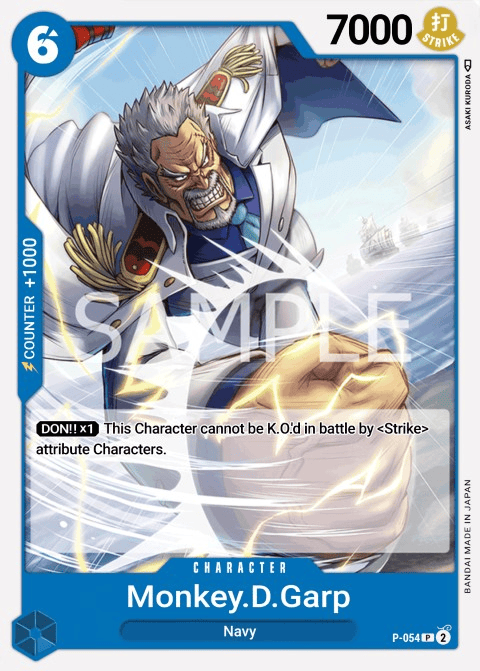 6
7000
打
STRIKE
ASAKI KURODA
COUNTER +1000
SAMPLE
DON!!×1 This Character cannot be K.O.'d in battle by <Strike>
attribute Characters.
BANDAI MADE IN JAPAN
CHARACTER
Monkey.D.Garp
Navy
P-054 P 2